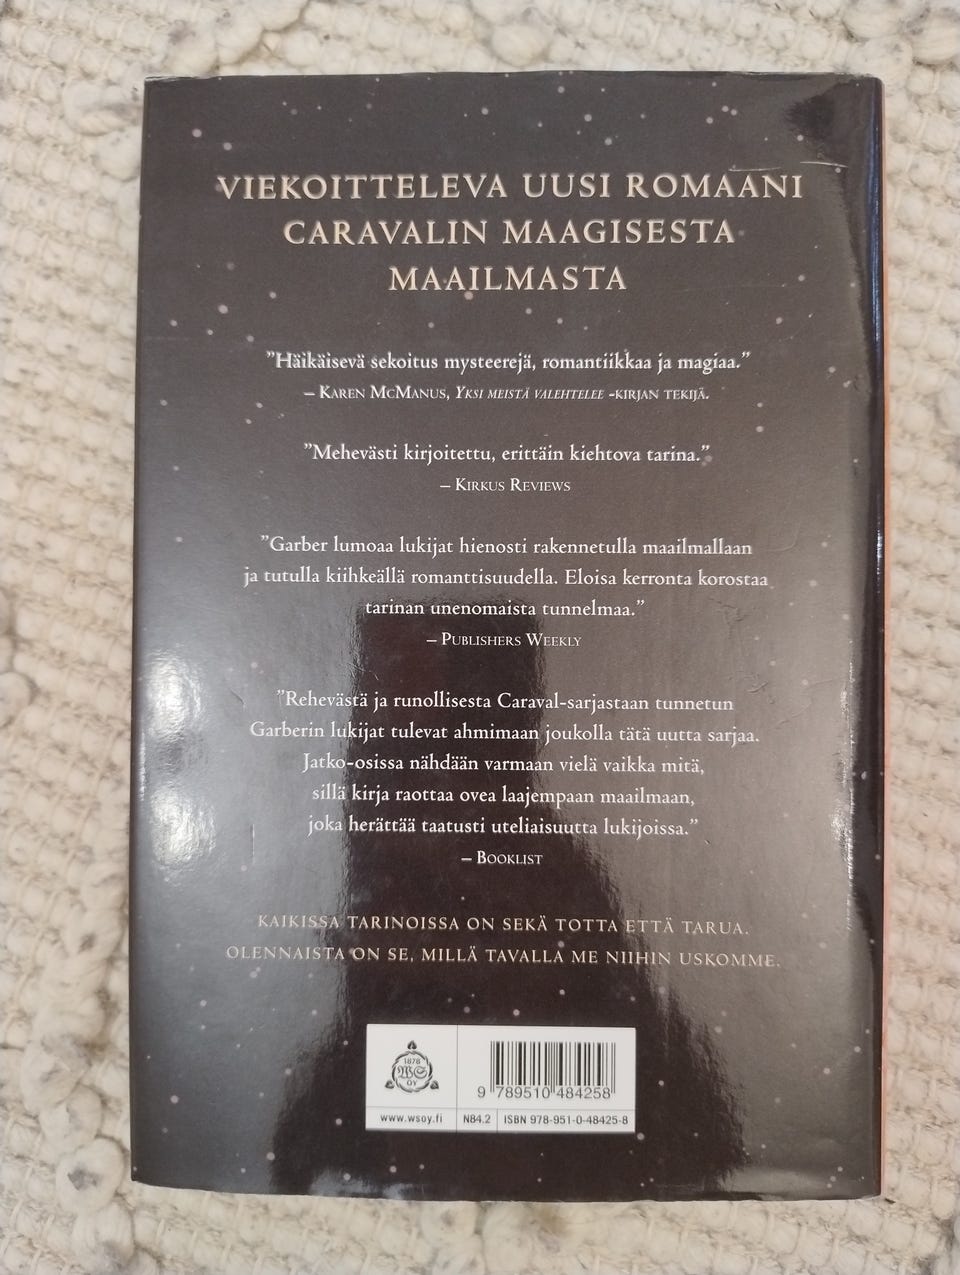 VIEKOITTELEVA UUSI ROMAANI
CARAVALIN MAAGISESTA
MAAILMASTA
”Häikäisevä sekoitus mysteerejä, romantiikkaa ja magiaa.”
– KAREN MCMANUS, YKSI MEISTÄ VALEHTELEE -KIRJAN TEKIJÄ.
”Mehevästi kirjoitettu, erittäin kiehtova tarina.”
– KIRKUS REVIEWS
”Garber lumoaa lukijat hienosti rakennetulla maailmallaan
ja tutulla kiihkeällä romanttisuudella. Eloisa kerronta korostaa
tarinan unenomaista tunnelmaa.”
– PUBLISHERS WEEKLY
”Rehevästä ja runollisesta Caraval-sarjastaan tunnetun
Garberin lukijat tulevat ahmimaan joukolla tätä uutta sarjaa.
Jatko-osissa nähdään varmaan vielä vaikka mitä,
sillä kirja raottaa ovea laajempaan maailmaan,
joka herättää taatusti uteliaisuutta lukijoissa.”
– BOOKLIST
KAIKISSA TARINOISSA ON SEKÄ TOTTA ETTÄ TARUA.
OLENNAISTA ON SE, MILLÄ TAVALLA ME NIIHIN USKOMME.
1878
WS
OY
9 789510 484258
www.wsoy.fi N84.2 ISBN 978-951-0-48425-8